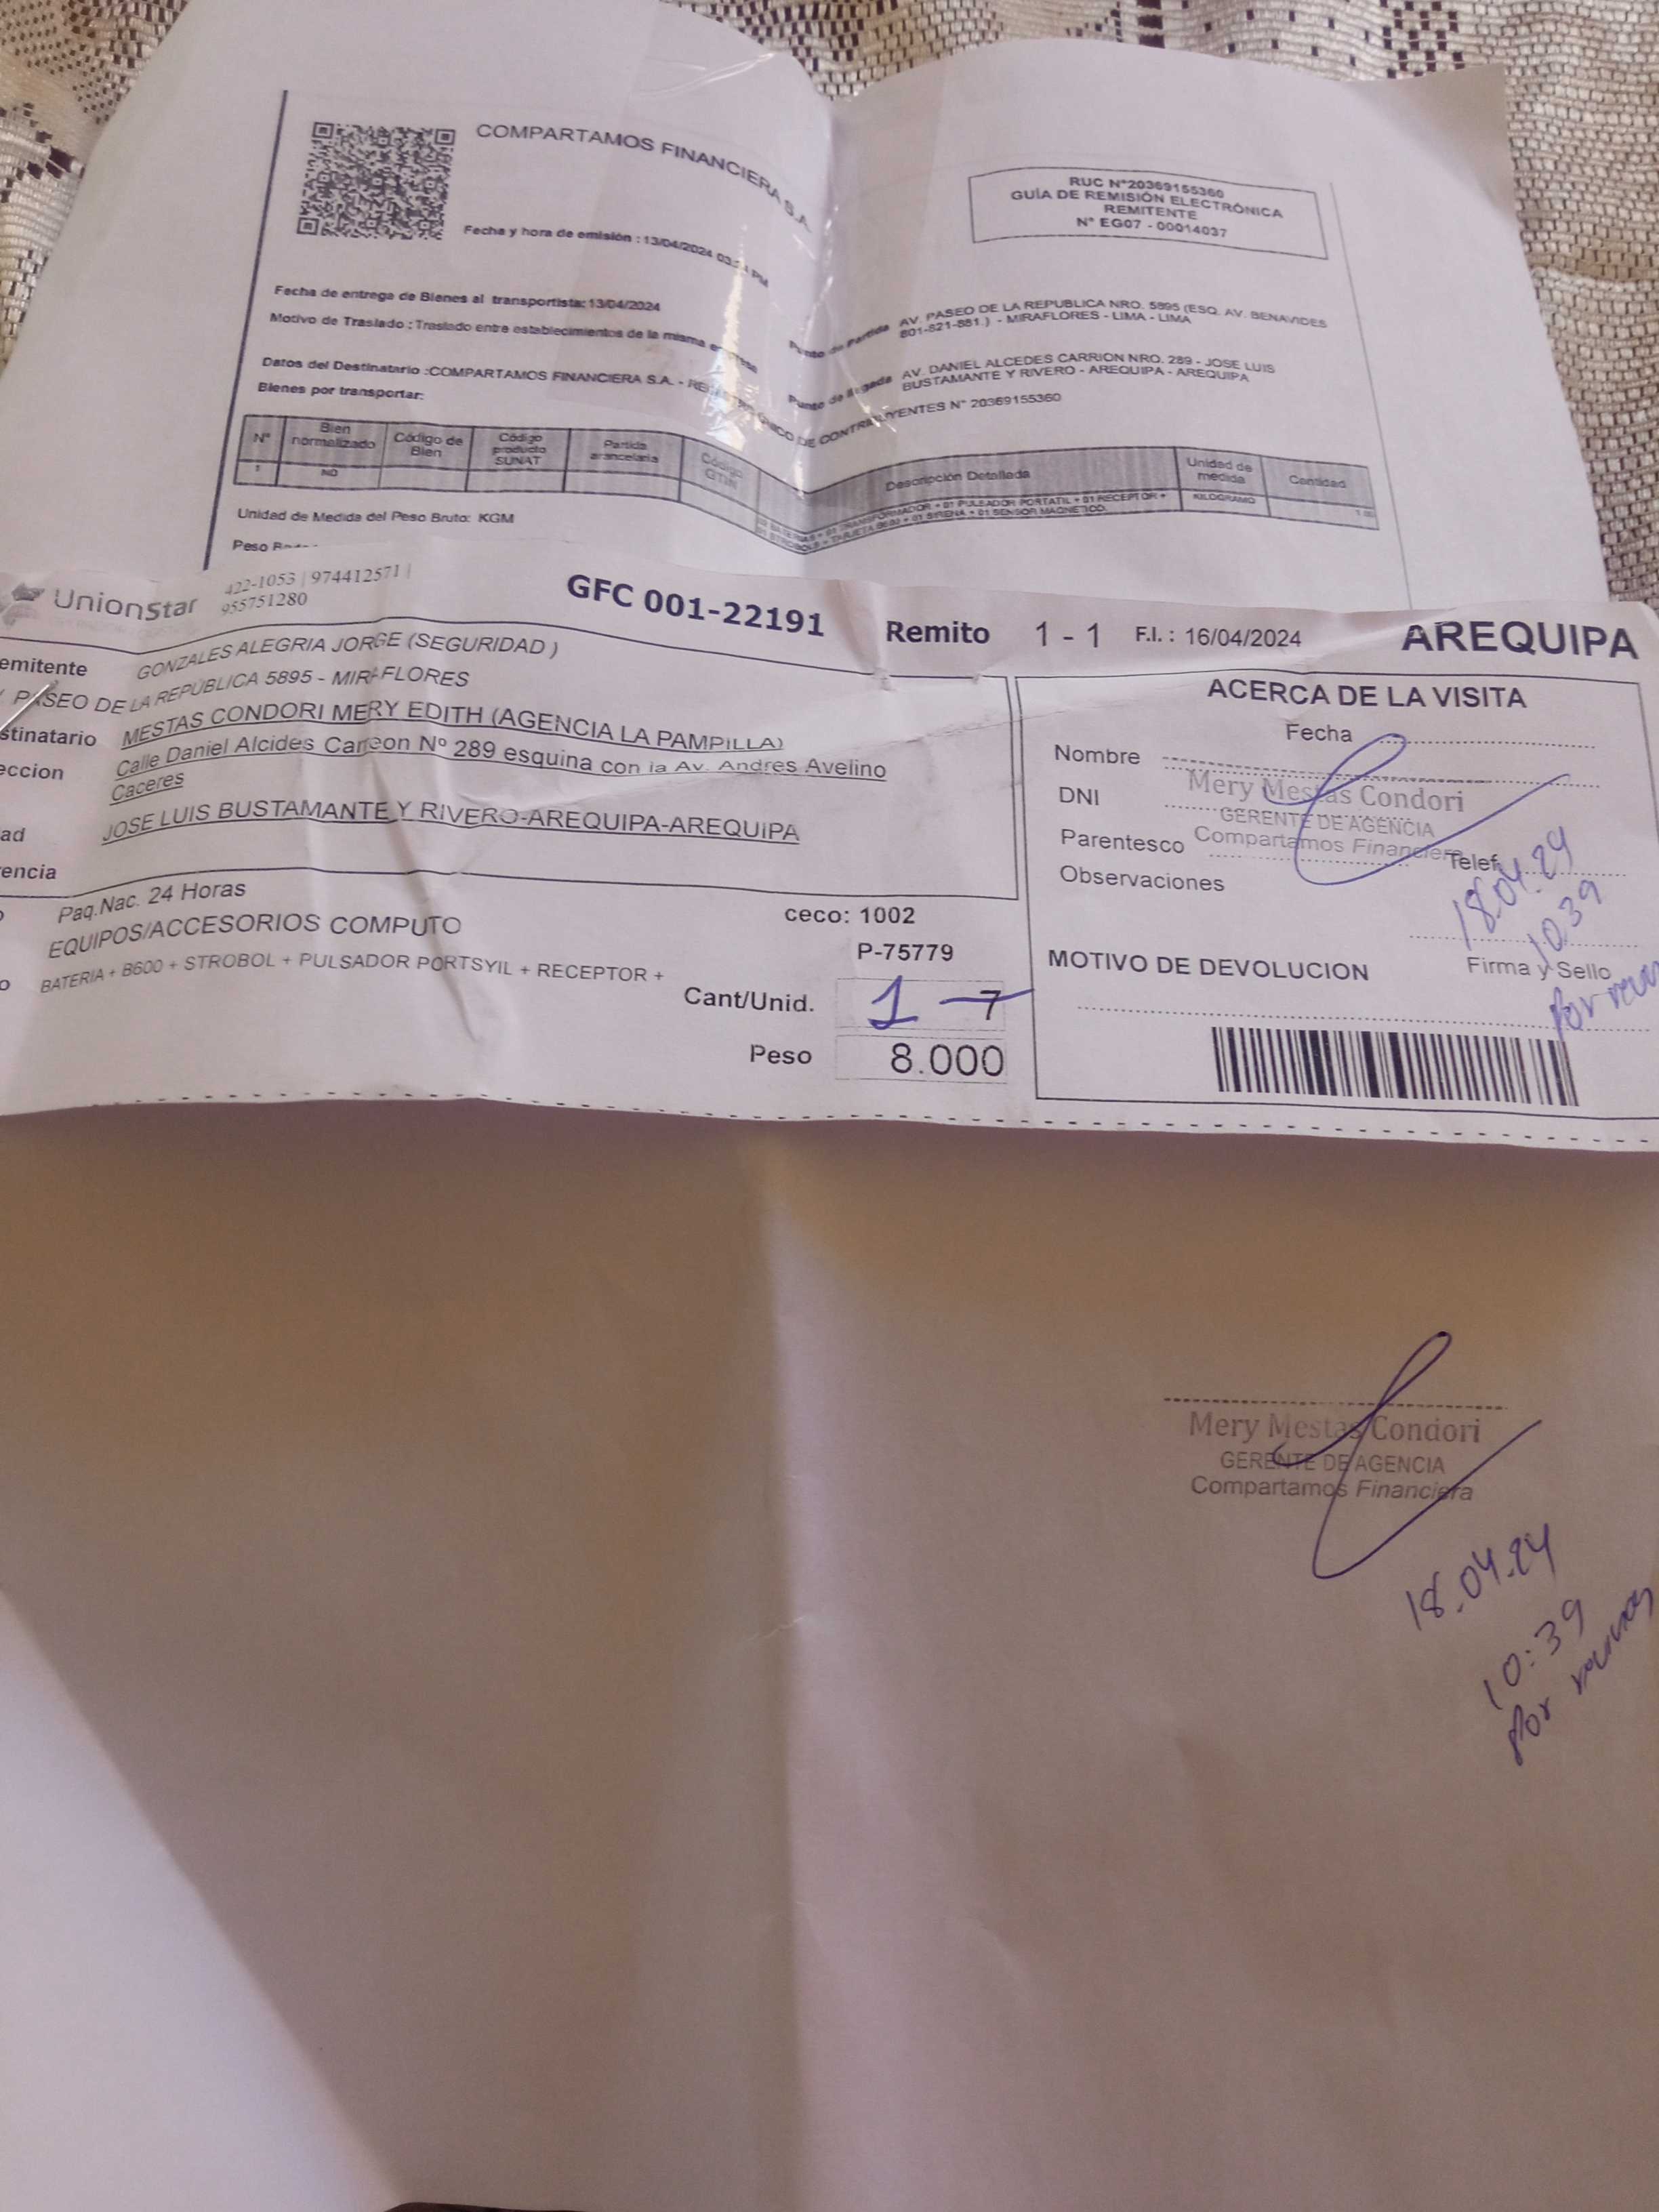 COMPARTAMOS FINANCIERA S.A.
Fecha y hora de emisión : 13/04/2024 03: PM
RUC N°20369155360
GUÍA DE REMISIÓN ELECTRÓNICA
REMITENTE
N° EG07 - 00014037
Fecha de entrega de Bienes al transportista: 13/04/2024
Motivo de Traslado : Traslado entre establecimientos de la misma
Punto de Partida AV. PASEO DE LA REPUBLICA NRO. 5895 (ESQ. AV. BENAVIDES
601-621-881.) - MIRAFLORES - LIMA - LIMA
Punto de llegada AV. DANIEL ALCEDES CARRION NRO. 289 - JOSE LUIS
BUSTAMANTE Y RIVERO - AREQUIPA - AREQUIPA
Datos del Destinatario :COMPARTAMOS FINANCIERA S.A. - DE CONTRIBUYENTES N° 20369155360
Bienes por transportar:
N° Bien normalizado Código de Bien Código producto SUNAT Partida arancelaria Código GTIN Descripción Detallada Unidad de medida Cantidad
1 NO TRANSFORMADOR + 01 PULSADOR PORTATIL + 01 RECEPTOR + KILOGRAMO
+ 01 SIRENA + 01 SENSOR MAGNETICO.
Unidad de Medida del Peso Bruto: KGM
Peso
UnionStar
422-1053 | 974412571 |
955751280
GFC 001-22191 Remito 1 - 1 F.I. : 16/04/2024 AREQUIPA
emitente GONZALES ALEGRIA JORGE (SEGURIDAD )
PASEO DE LA REPUBLICA 5895 - MIRAFLORES
stinatario MESTAS CONDORI MERY EDITH (AGENCIA LA PAMPILLA)
eccion Calle Daniel Alcides Carreon Nº 289 esquina con la Av. Andres Avelino
Caceres
ad JOSE LUIS BUSTAMANTE Y RIVERO-AREQUIPA-AREQUIPA
encia
Paq.Nac. 24 Horas
EQUIPOS/ACCESORIOS COMPUTO
BATERIA + B600 + STROBOL + PULSADOR PORTSYIL + RECEPTOR +
ceco: 1002
P-75779
Cant/Unid. 1 7
Peso 8.000
ACERCA DE LA VISITA
Fecha
Nombre
Mery Mestas Condori
DNI
GERENTE DE AGENCIA
Parentesco
Compartamos Financiera
Telef
Observaciones
18.04.24
10:39
Firma y Sello
Por
MOTIVO DE DEVOLUCION
Mery Mestas Condori
GERENTE DE AGENCIA
Compartamos Financiera
18.04.24
10:39
Por